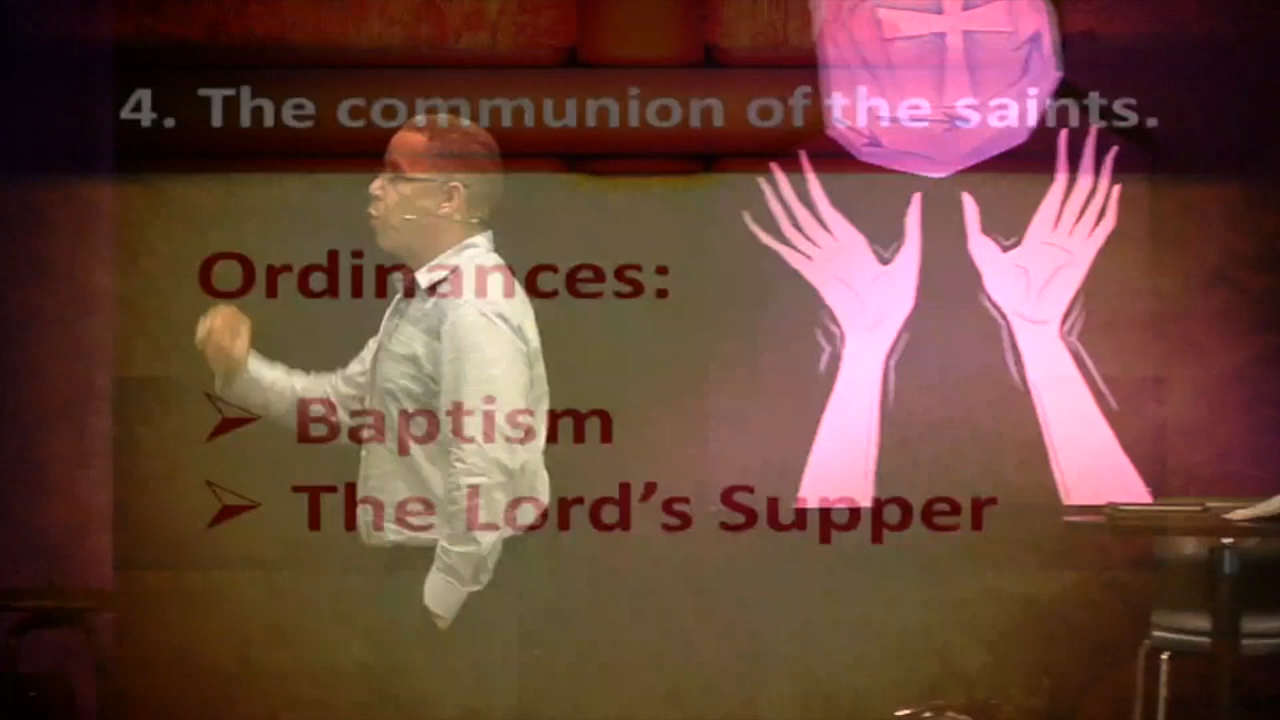 4. The communion of the saints.
Ordinances:
Baptism
The Lord's Supper